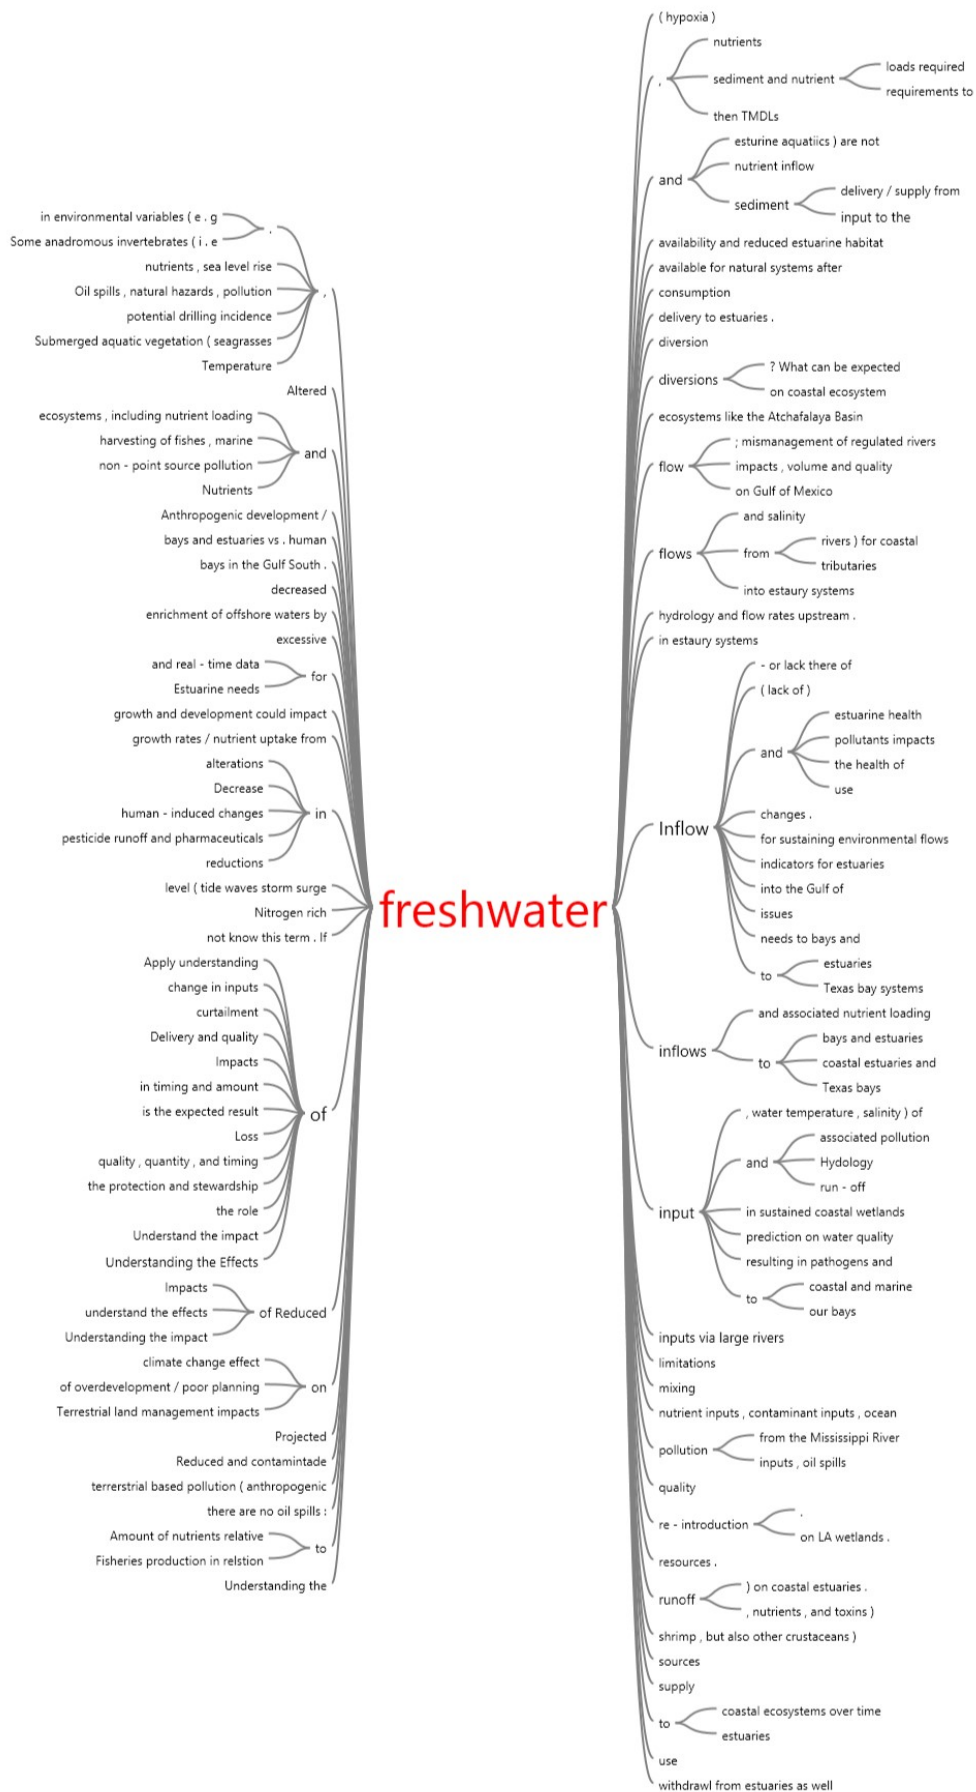 in environmental variables ( e . g
Some anadromous invertebrates ( i . e
.
nutrients , sea level rise
Oil spills , natural hazards , pollution
potential drilling incidence
Submerged aquatic vegetation ( seagrasses
Temperature
,
Altered
ecosystems , including nutrient loading
harvesting of fishes , marine
non - point source pollution
Nutrients
and
Anthropogenic development /
bays and estuaries vs . human
bays in the Gulf South .
decreased
enrichment of offshore waters by
excessive
and real - time data
Estuarine needs
for
growth and development could impact
growth rates / nutrient uptake from
alterations
Decrease
human - induced changes
pesticide runoff and pharmaceuticals
reductions
in
level ( tide waves storm surge
Nitrogen rich
not know this term . If
Apply understanding
change in inputs
curtailment
Delivery and quality
Impacts
in timing and amount
is the expected result
Loss
quality , quantity , and timing
the protection and stewardship
the role
Understand the impact
Understanding the Effects
of
Impacts
understand the effects
Understanding the impact
of Reduced
climate change effect
of overdevelopment / poor planning
Terrestrial land management impacts
on
Projected
Reduced and contamintade
terrerstrial based pollution ( anthropogenic
there are no oil spills :
Amount of nutrients relative
Fisheries production in relstion
to
Understanding the
freshwater
( hypoxia )
,
nutrients
sediment and nutrient
loads required
requirements to
then TMDLs
and
esturine aquatiics ) are not
nutrient inflow
sediment
delivery / supply from
input to the
availability and reduced estuarine habitat
available for natural systems after
consumption
delivery to estuaries .
diversion
diversions
? What can be expected
on coastal ecosystem
ecosystems like the Atchafalaya Basin
flow
; mismanagement of regulated rivers
impacts , volume and quality
on Gulf of Mexico
flows
and salinity
from
rivers ) for coastal
tributaries
into estaury systems
hydrology and flow rates upstream .
in estaury systems
Inflow
- or lack there of
( lack of )
and
estuarine health
pollutants impacts
the health of
use
changes .
for sustaining environmental flows
indicators for estuaries
into the Gulf of
issues
needs to bays and
to
estuaries
Texas bay systems
inflows
and associated nutrient loading
to
bays and estuaries
coastal estuaries and
Texas bays
input
, water temperature , salinity ) of
and
associated pollution
Hydology
run - off
in sustained coastal wetlands
prediction on water quality
resulting in pathogens and
to
coastal and marine
our bays
inputs via large rivers
limitations
mixing
nutrient inputs , contaminant inputs , ocean
pollution
from the Mississippi River
inputs , oil spills
quality
re - introduction
.
on LA wetlands .
resources .
runoff
) on coastal estuaries .
, nutrients , and toxins )
shrimp , but also other crustaceans )
sources
supply
to
coastal ecosystems over time
estuaries
use
withdrawl from estuaries as well